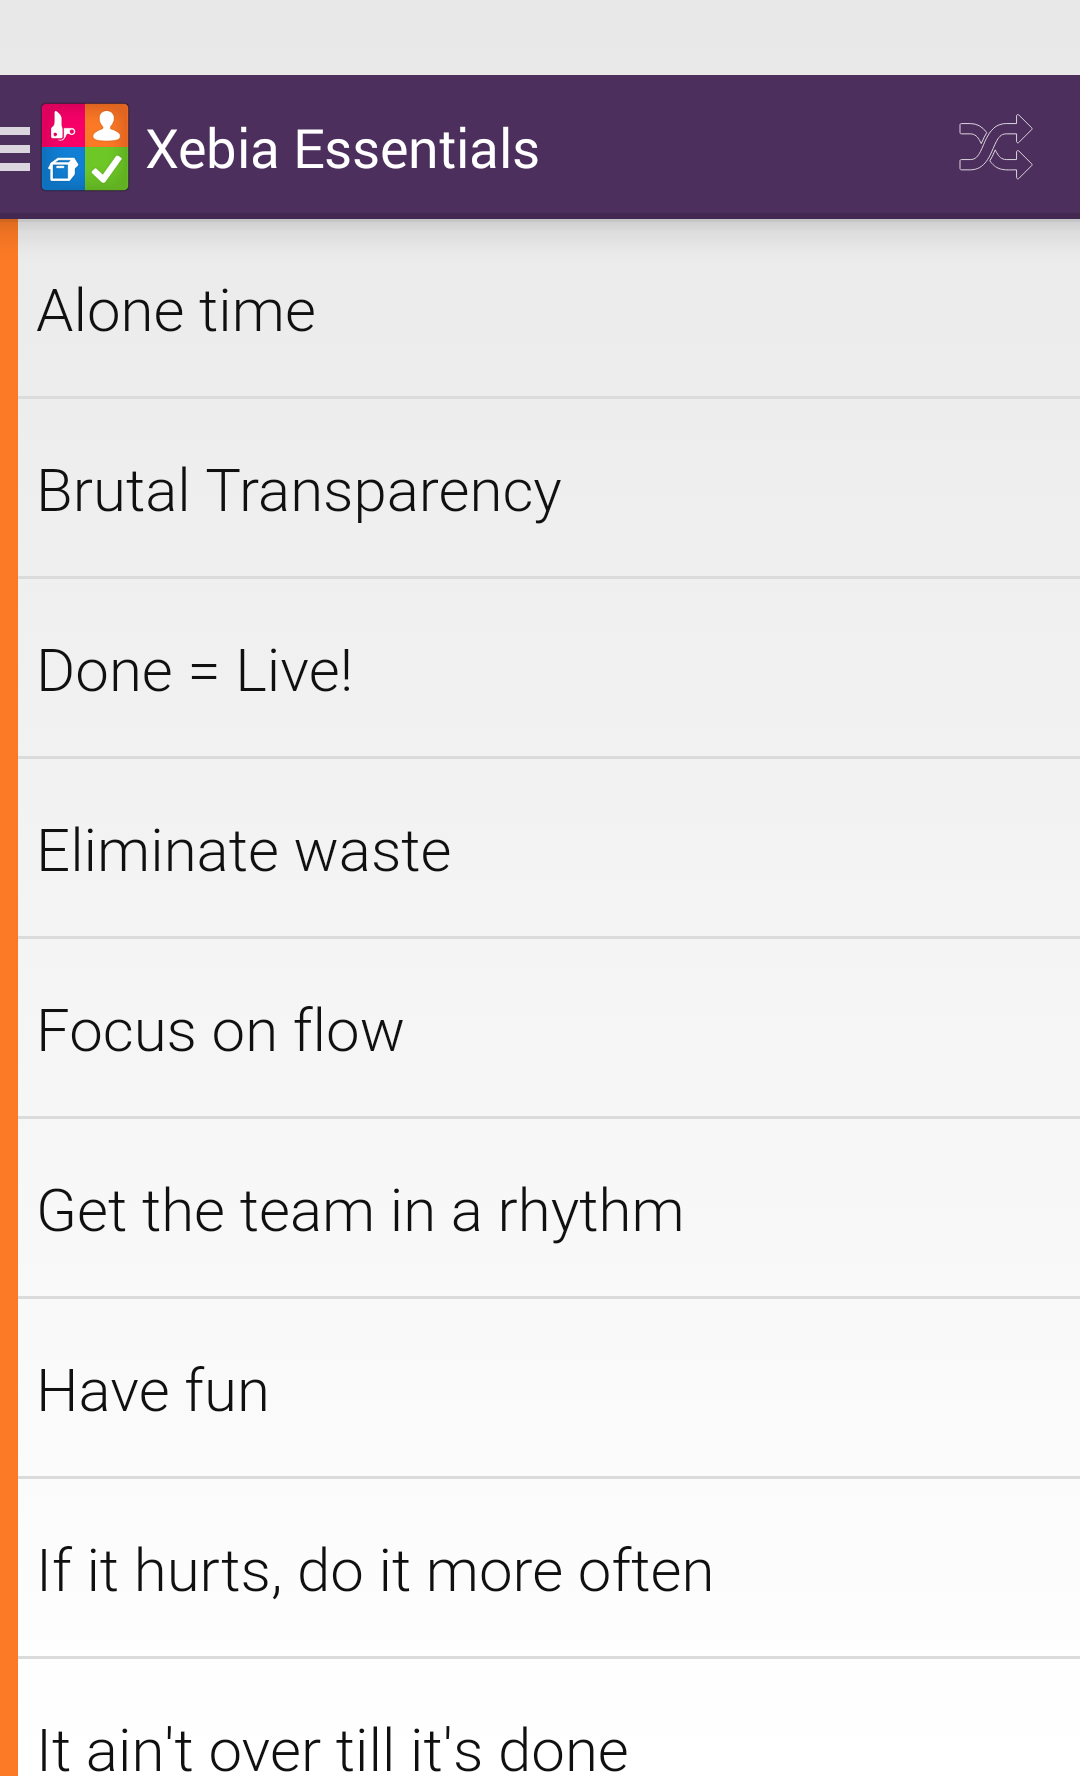 Xebia Essentials
Alone time
Brutal Transparency
Done = Live!
Eliminate waste
Focus on flow
Get the team in a rhythm
Have fun
If it hurts, do it more often
It ain't over till it's done